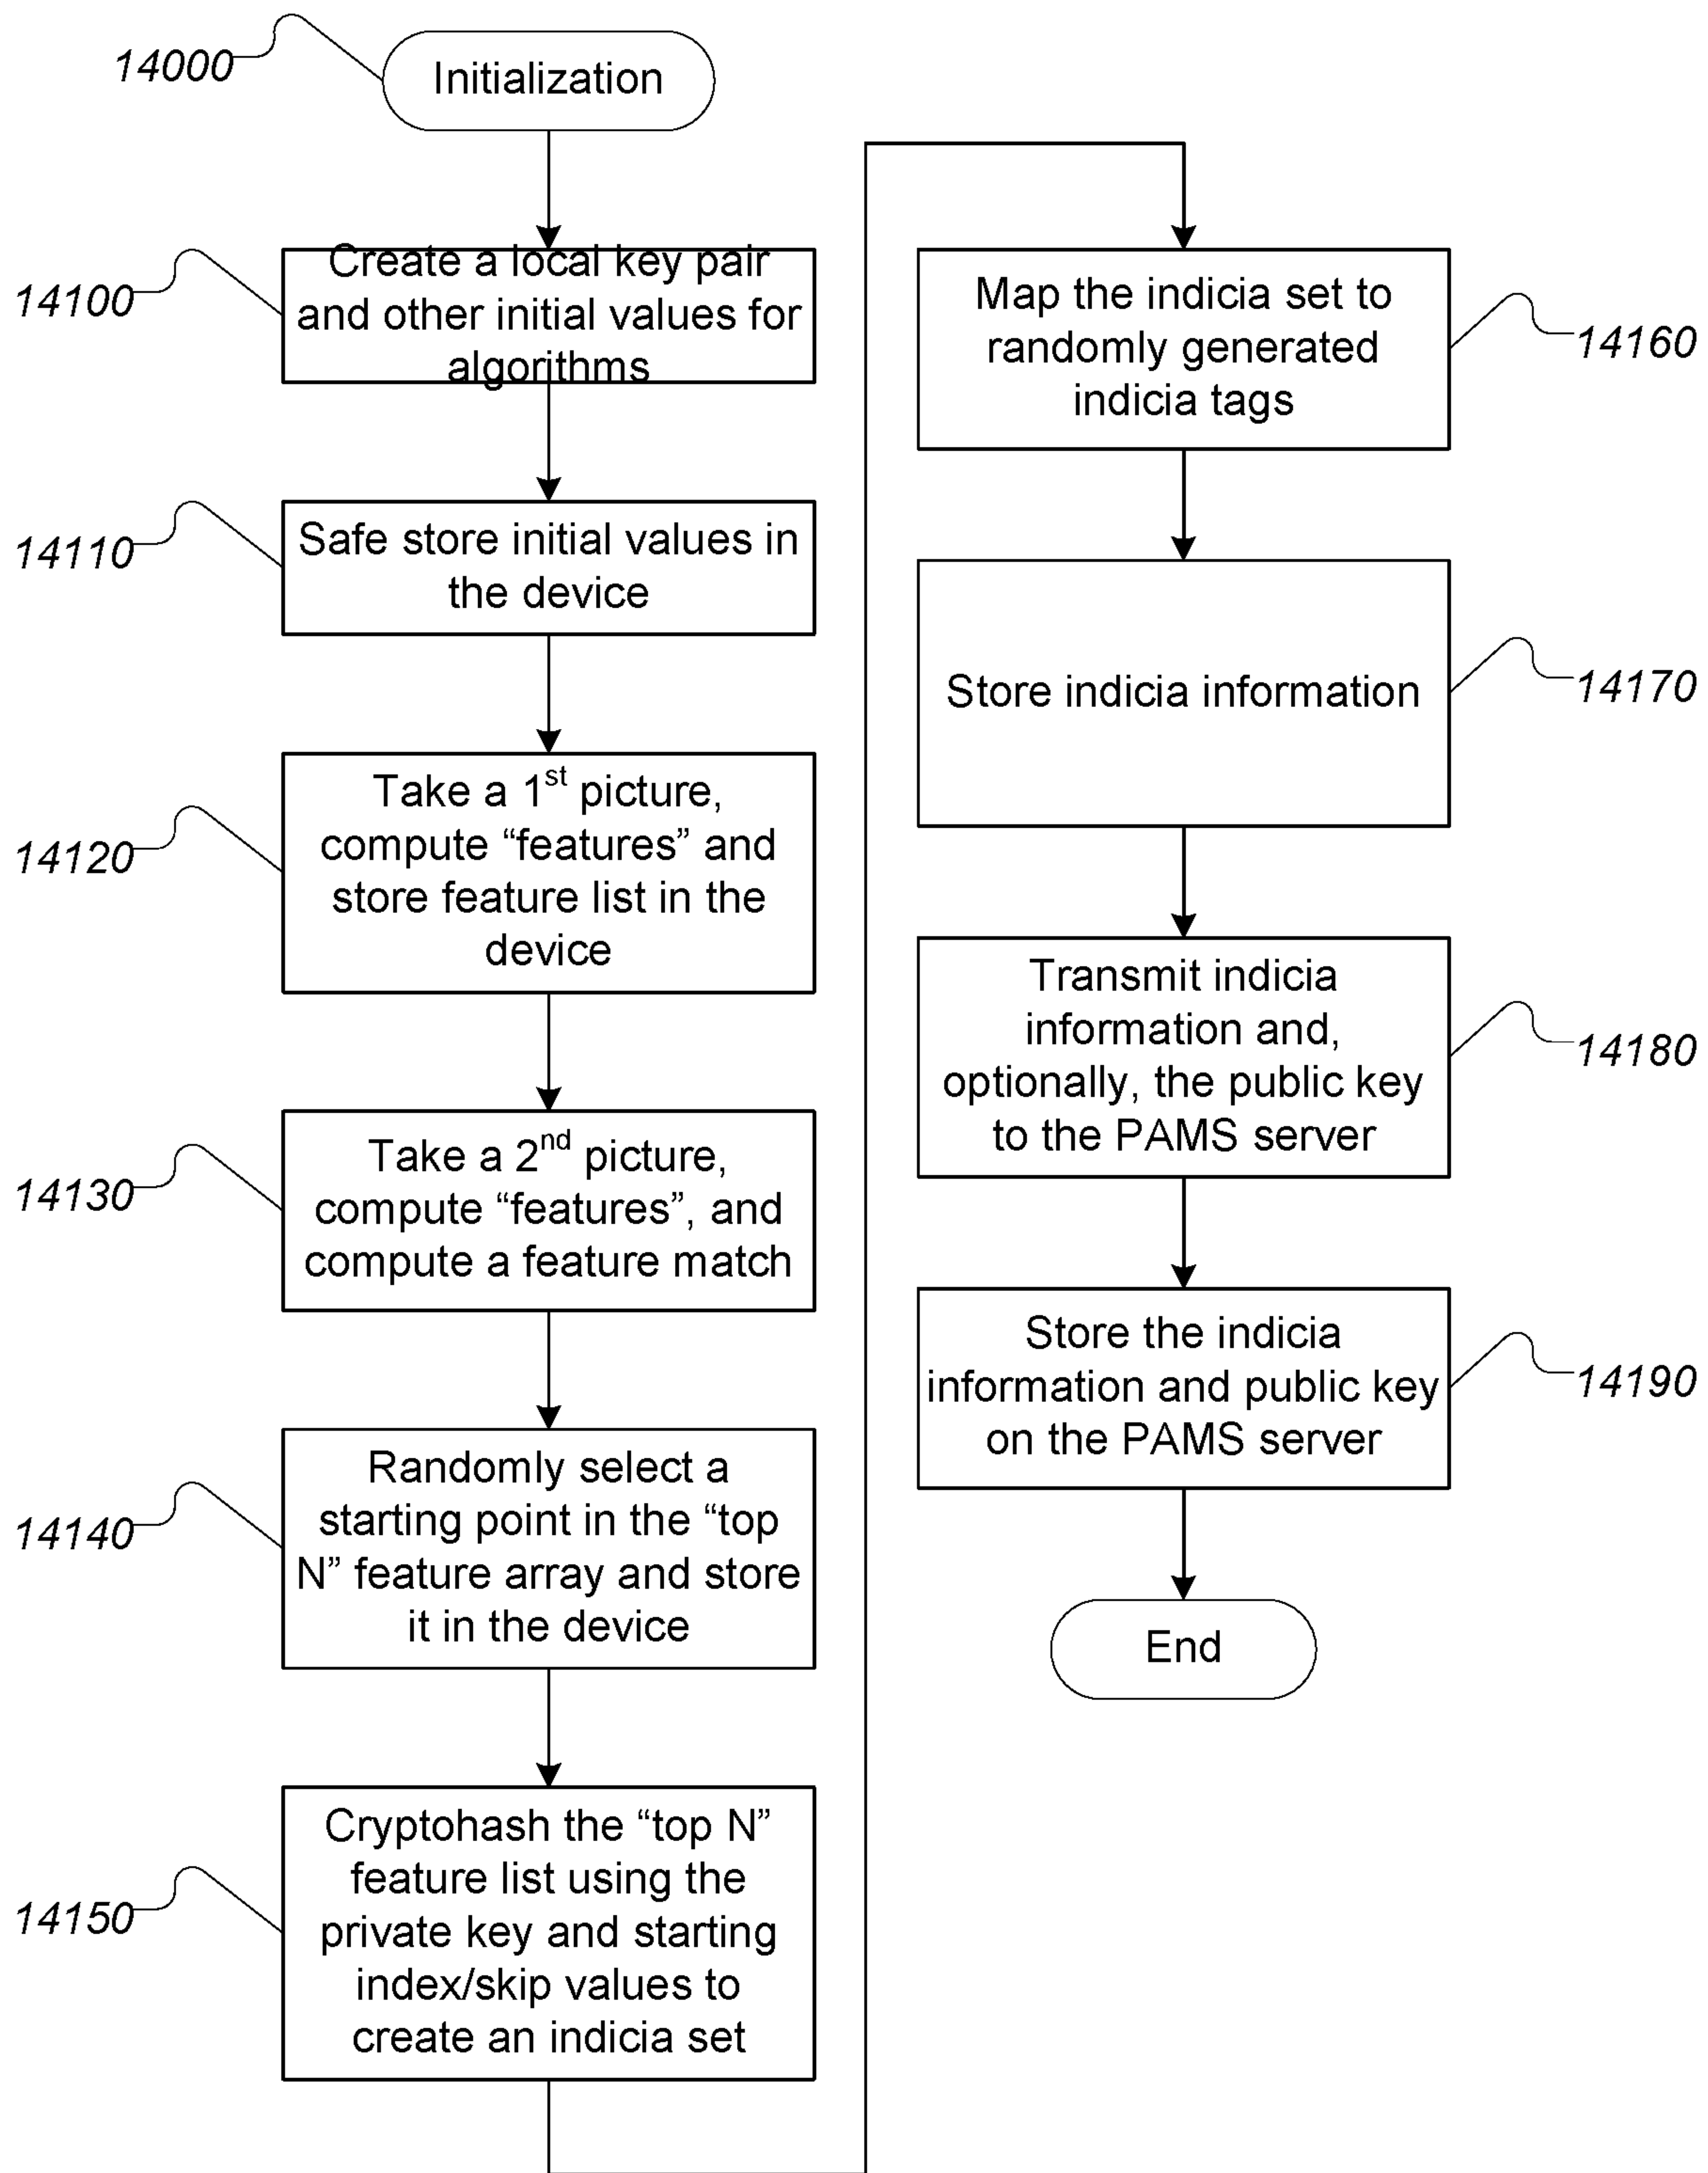 14000
Initialization
14100
Create a local key pair
and other initial values for
algorithms
14110
Safe store initial values in
the device
14120
Take a 1st picture,
compute “features” and
store feature list in the
device
14130
Take a 2nd picture,
compute “features”, and
compute a feature match
14140
Randomly select a
starting point in the “top
N” feature array and store
it in the device
14150
Cryptohash the “top N”
feature list using the
private key and starting
index/skip values to
create an indicia set
Map the indicia set to
randomly generated
indicia tags
14160
Store indicia information
14170
Transmit indicia
information and,
optionally, the public key
to the PAMS server
14180
Store the indicia
information and public key
on the PAMS server
14190
End